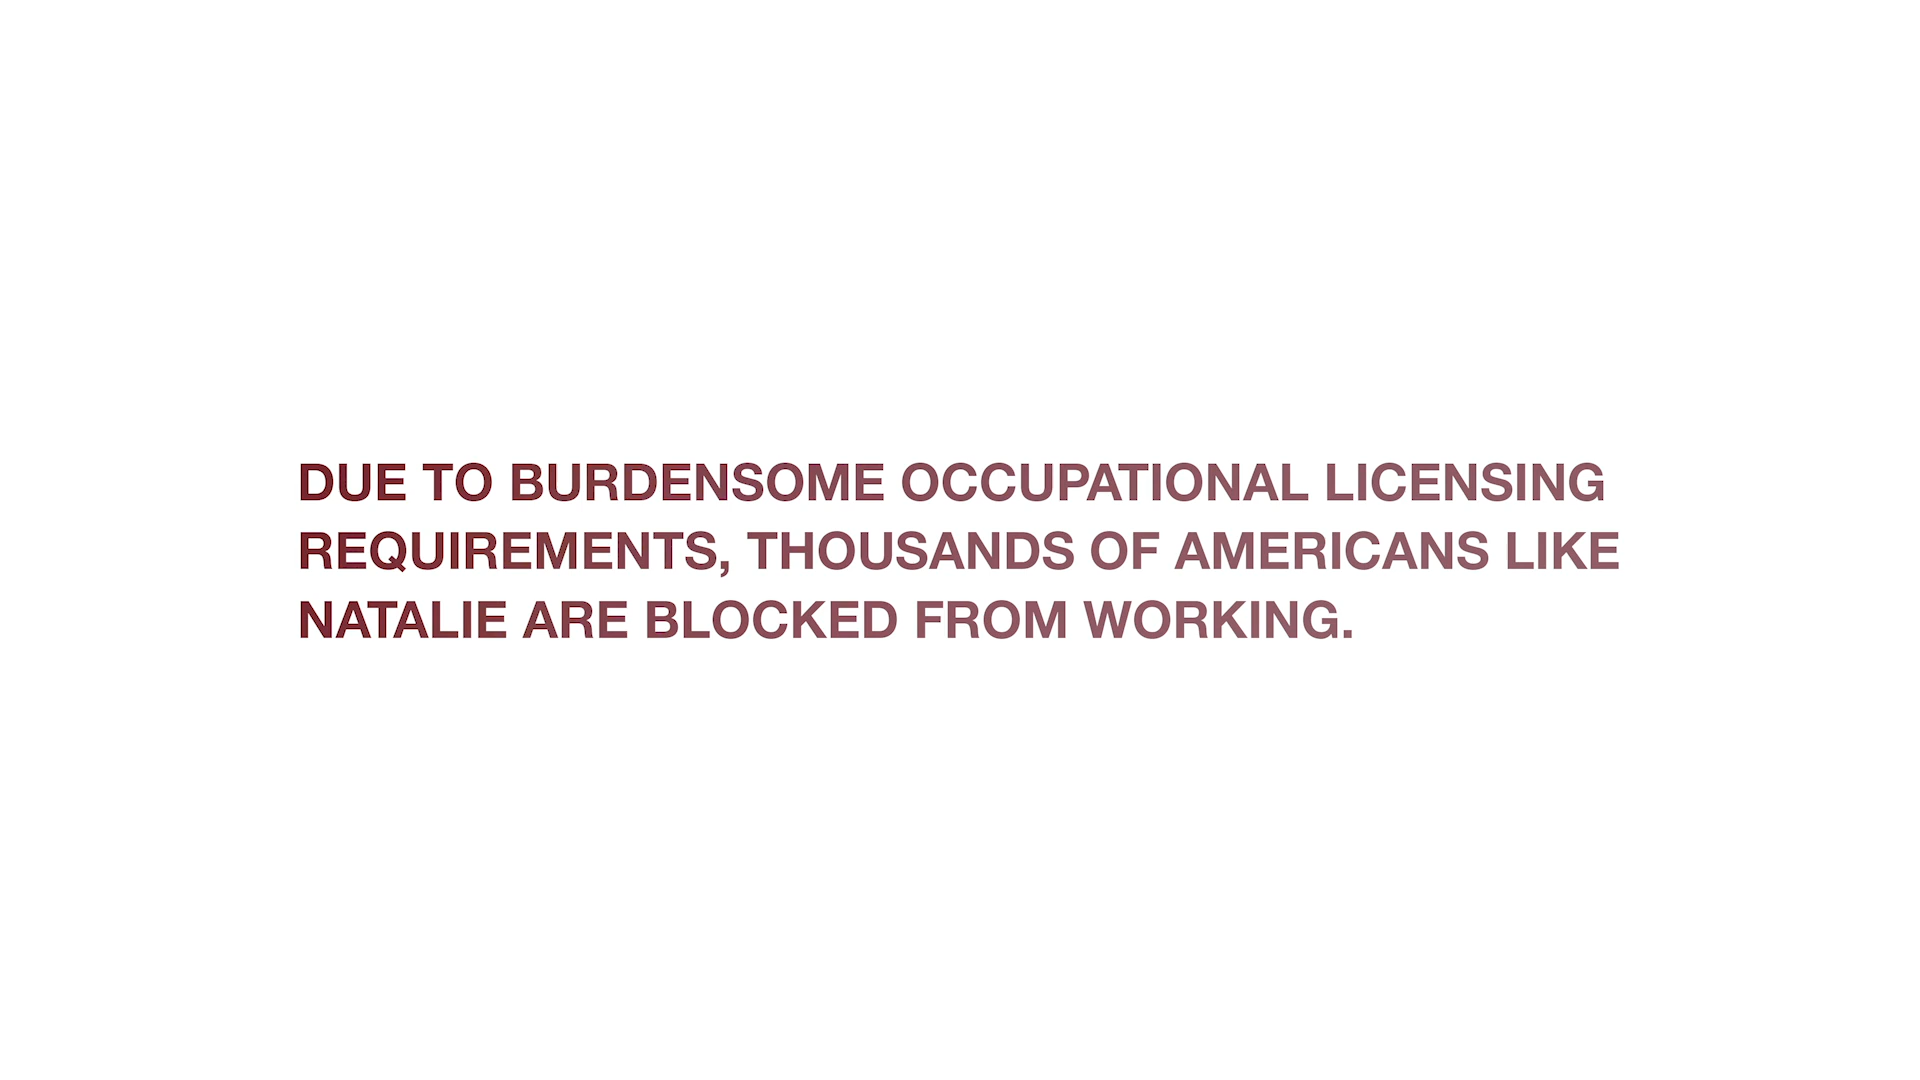 DUE TO BURDENSOME OCCUPATIONAL LICENSING
REQUIREMENTS, THOUSANDS OF AMERICANS LIKE
NATALIE ARE BLOCKED FROM WORKING.